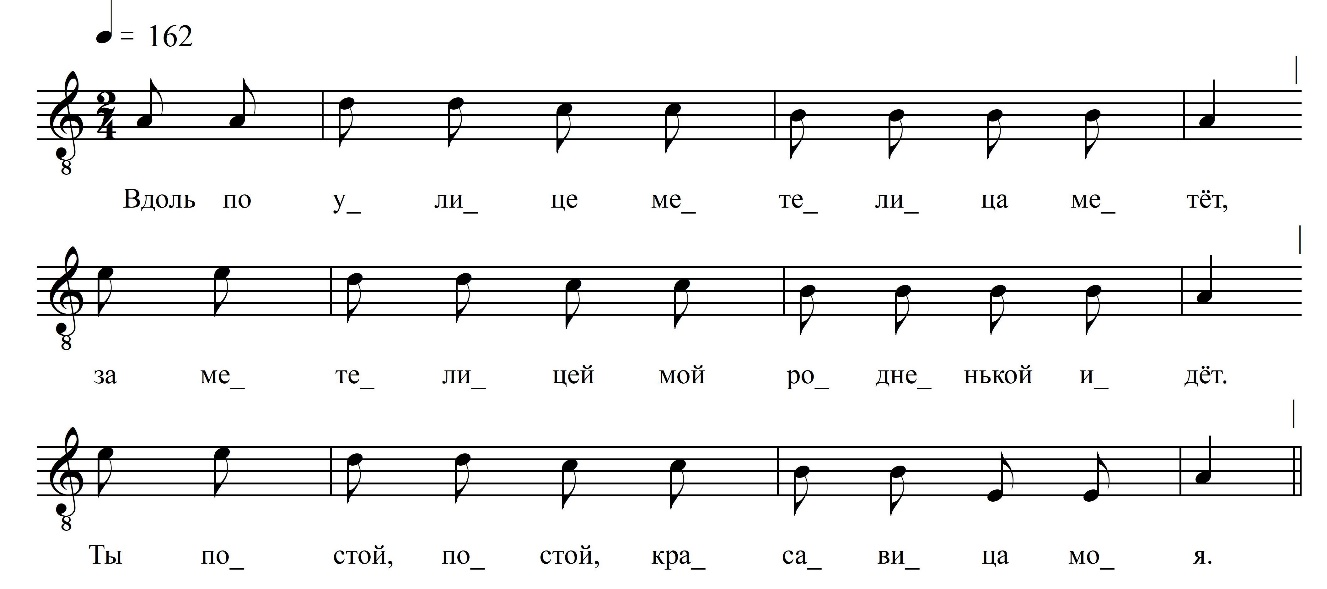 = 162
2
4
8
Вдоль по у_ ли_ це ме_ те_ ли_ ца ме_ тёт,
8
за ме_ те_ ли_ цей мой ро_ дне_ нькой и_ дёт.
8
Ты по_ стой, по_ стой, кра_ са_ ви_ ца мо_ я.